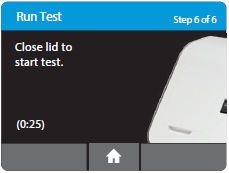 Run Test
Step 6 of 6
Close lid to
start test.
(0:25)